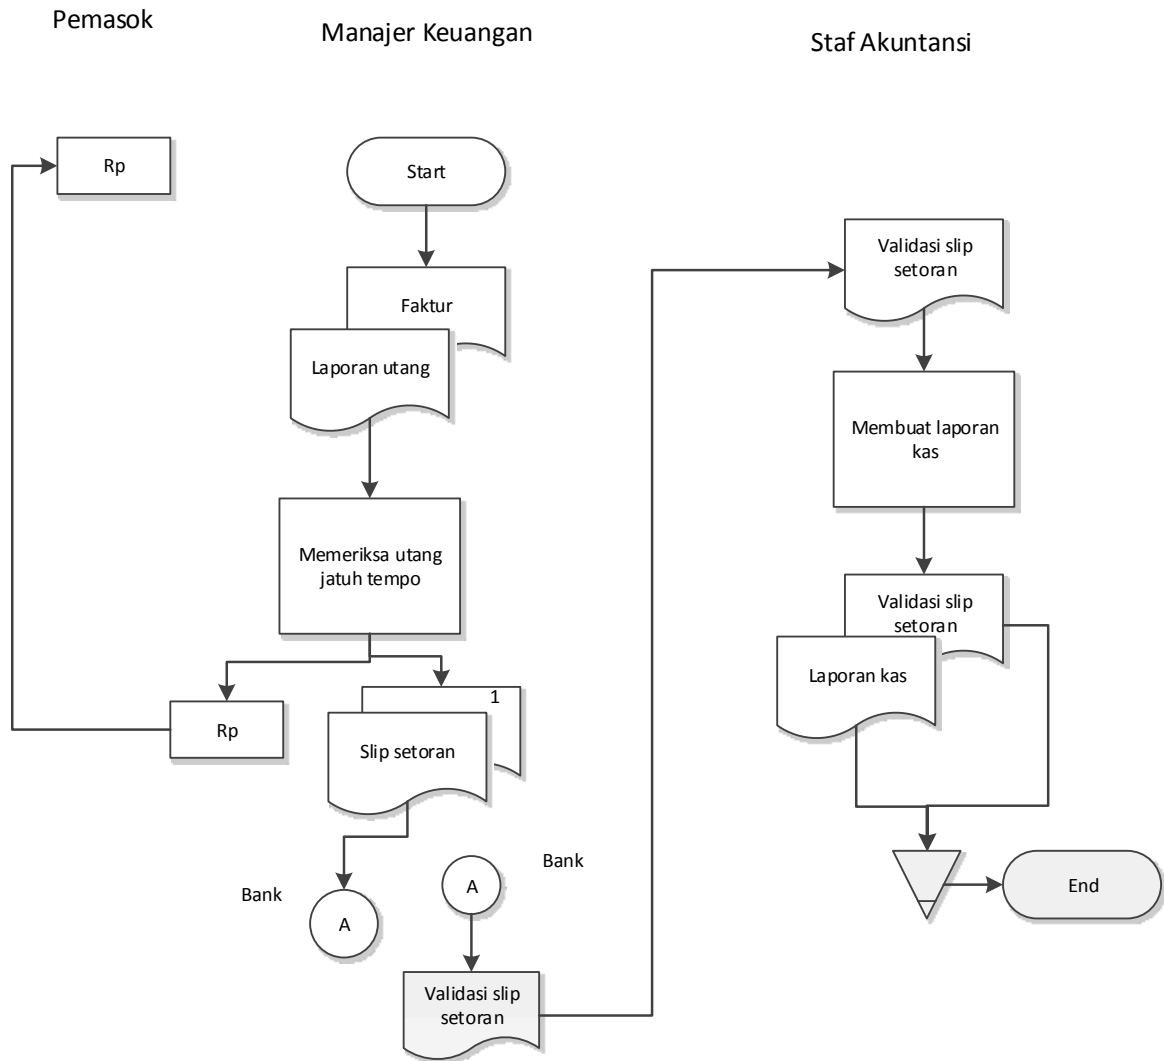 Pemasok
Manajer Keuangan
Staf Akuntansi
Rp
Start
Faktur
Laporan utang
Memeriksa utang
jatuh tempo
Rp
1
Slip setoran
Bank
A
A
Bank
Validasi slip
setoran
Validasi slip
setoran
Membuat laporan
kas
Validasi slip
setoran
Laporan kas
End